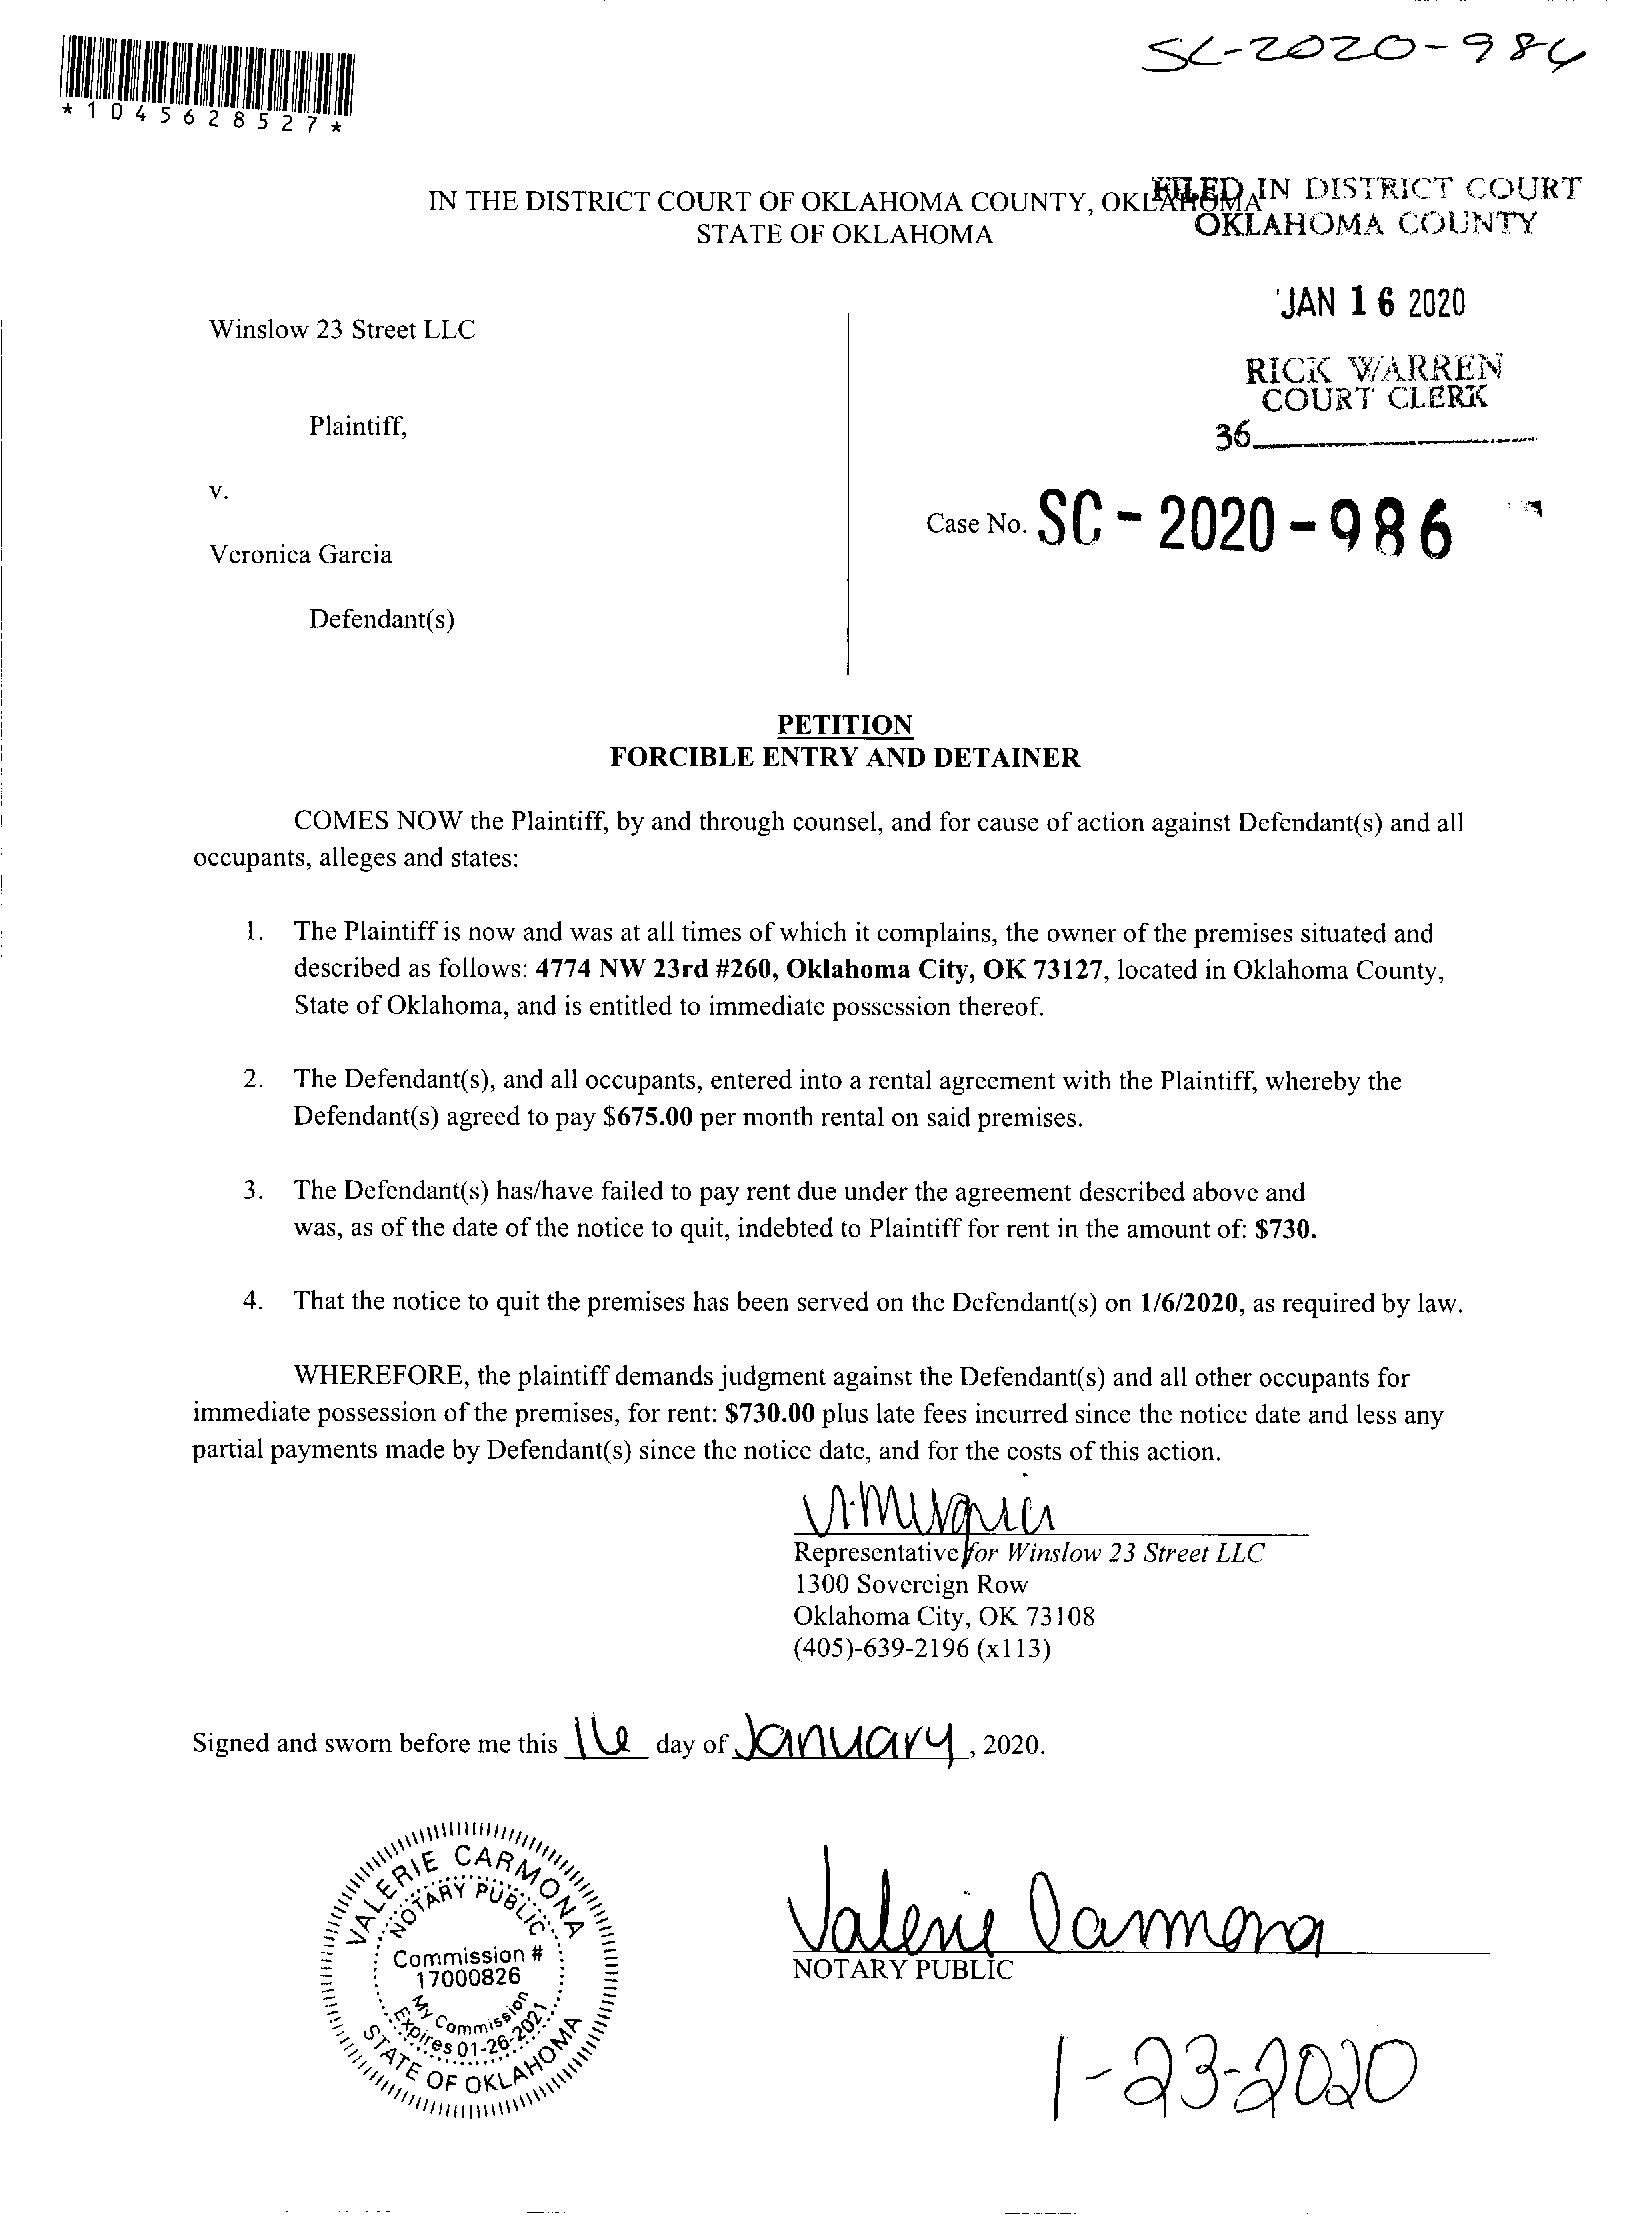 SC-2020-986
*1045628527*
IN THE DISTRICT COURT OF OKLAHOMA COUNTY, OKLAHOMA
STATE OF OKLAHOMA
FILED IN DISTRICT COURT
OKLAHOMA COUNTY
JAN 16 2020
RICK WARREN
COURT CLERK
36
Winslow 23 Street LLC
Plaintiff,
v.
Case No. SC-2020-986
Veronica Garcia
Defendant(s)
PETITION
FORCIBLE ENTRY AND DETAINER
COMES NOW the Plaintiff, by and through counsel, and for cause of action against Defendant(s) and all
occupants, alleges and states:
1. The Plaintiff is now and was at all times of which it complains, the owner of the premises situated and
described as follows: 4774 NW 23rd #260, Oklahoma City, OK 73127, located in Oklahoma County,
State of Oklahoma, and is entitled to immediate possession thereof.
2. The Defendant(s), and all occupants, entered into a rental agreement with the Plaintiff, whereby the
Defendant(s) agreed to pay $675.00 per month rental on said premises.
3. The Defendant(s) has/have failed to pay rent due under the agreement described above and
was, as of the date of the notice to quit, indebted to Plaintiff for rent in the amount of: $730.
4. That the notice to quit the premises has been served on the Defendant(s) on 1/6/2020, as required by law.
WHEREFORE, the plaintiff demands judgment against the Defendant(s) and all other occupants for
immediate possession of the premises, for rent: $730.00 plus late fees incurred since the notice date and less any
partial payments made by Defendant(s) since the notice date, and for the costs of this action.
Representative for Winslow 23 Street LLC
1300 Sovereign Row
Oklahoma City, OK 73108
(405)-639-2196 (x113)
Signed and sworn before me this 16 day of January, 2020.
VALERIE CARMONA
NOTARY PUBLIC
Commission #
17000826
My Commission
Expires 01-26-2021
STATE OF OKLAHOMA
Valerie Carmona
NOTARY PUBLIC
1-23-2020